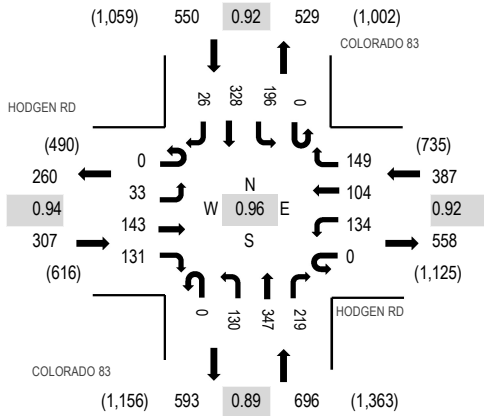 (1,059) 550 0.92 529 (1,002)
COLORADO 83
HODGEN RD
26 328 196 0
(490) (735)
260 0 149 387
33 104
0.94 N 0.92
W 0.96 E
S
307 143 134 558
131 0
(616) (1,125)
0 130 347 219
HODGEN RD
COLORADO 83
(1,156) 593 0.89 696 (1,363)